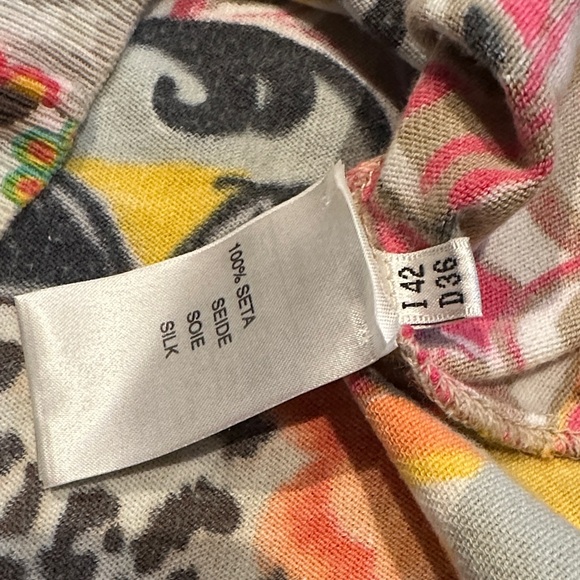 100% SETA
SEIDE
SOIE
SILK
I 42
D 36